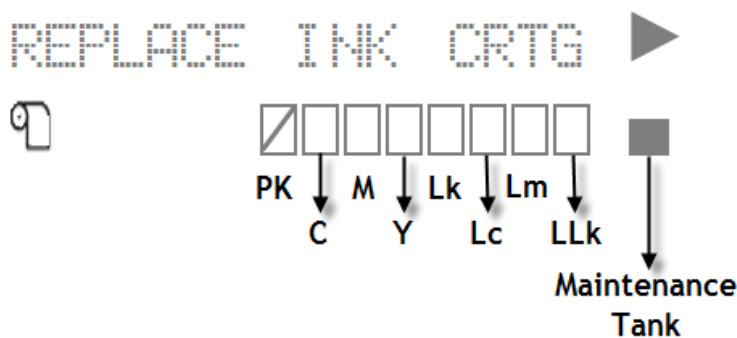 REPLACE INK CRTG
PK M Lk Lm
C Y Lc LLk
Maintenance
Tank